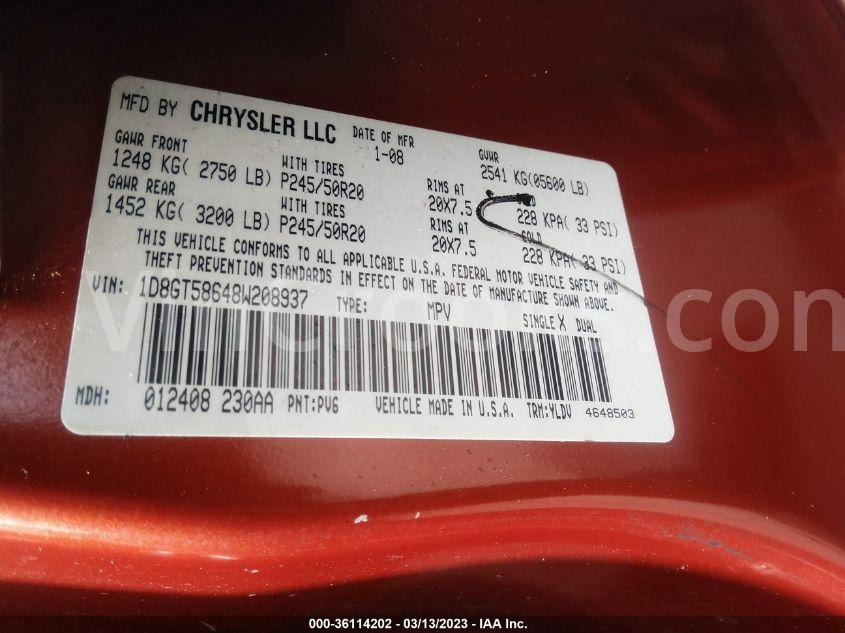 MFD BY CHRYSLER LLC DATE OF MFR GVWR
1-08 2541 KG(05600 LB)
GAWR FRONT WITH TIRES RIMS AT
1248 KG( 2750 LB) P245/50R20 20X7.5 228 KPA( 33 PSI)
GAWR REAR WITH TIRES RIMS AT COLD
1452 KG( 3200 LB) P245/50R20 20X7.5 228 KPA( 33 PSI)
THIS VEHICLE CONFORMS TO ALL APPLICABLE U.S.A. FEDERAL MOTOR VEHICLE SAFETY AND
THEFT PREVENTION STANDARDS IN EFFECT ON THE DATE OF MANUFACTURE SHOWN ABOVE.
VIN: 1D8GT58648W208937 TYPE: MPV SINGLE X DUAL
MDH: 012408 230AA PNT:PV6 VEHICLE MADE IN U.S.A. TRM:YLDV 4648503
000-36114202 - 03/13/2023 - IAA Inc.